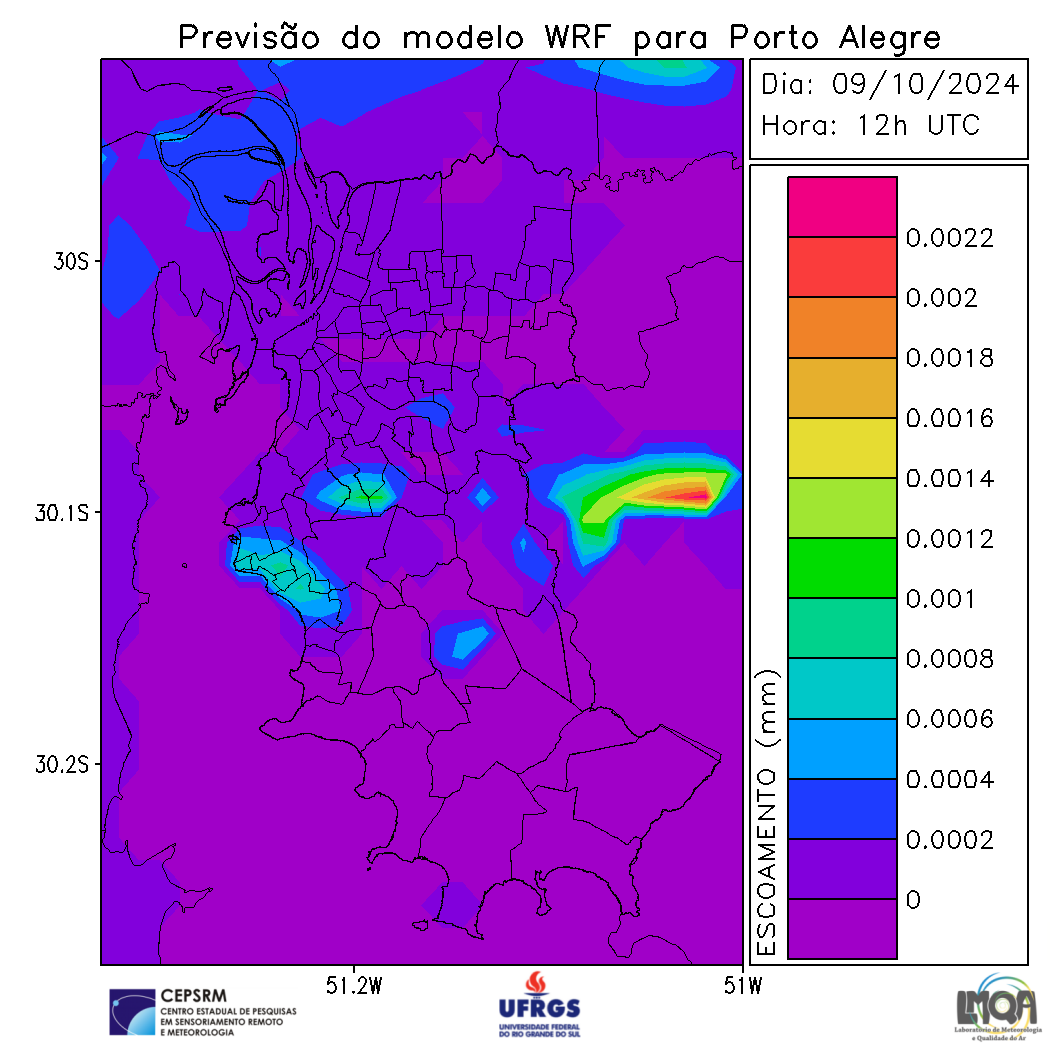 Previsão do modelo WRF para Porto Alegre
Dia: 09/10/2024
Hora: 12h UTC
30S
30.1S
30.2S
51.2W
51W
ESCOAMENTO (mm)
0.0022
0.002
0.0018
0.0016
0.0014
0.0012
0.001
0.0008
0.0006
0.0004
0.0002
0
CEPSRM
CENTRO ESTADUAL DE PESQUISAS
EM SENSORIAMENTO REMOTO
E METEOROLOGIA
UFRGS
UNIVERSIDADE FEDERAL
DO RIO GRANDE DO SUL
LMQA
Laboratório de Meteorologia
e Qualidade do Ar